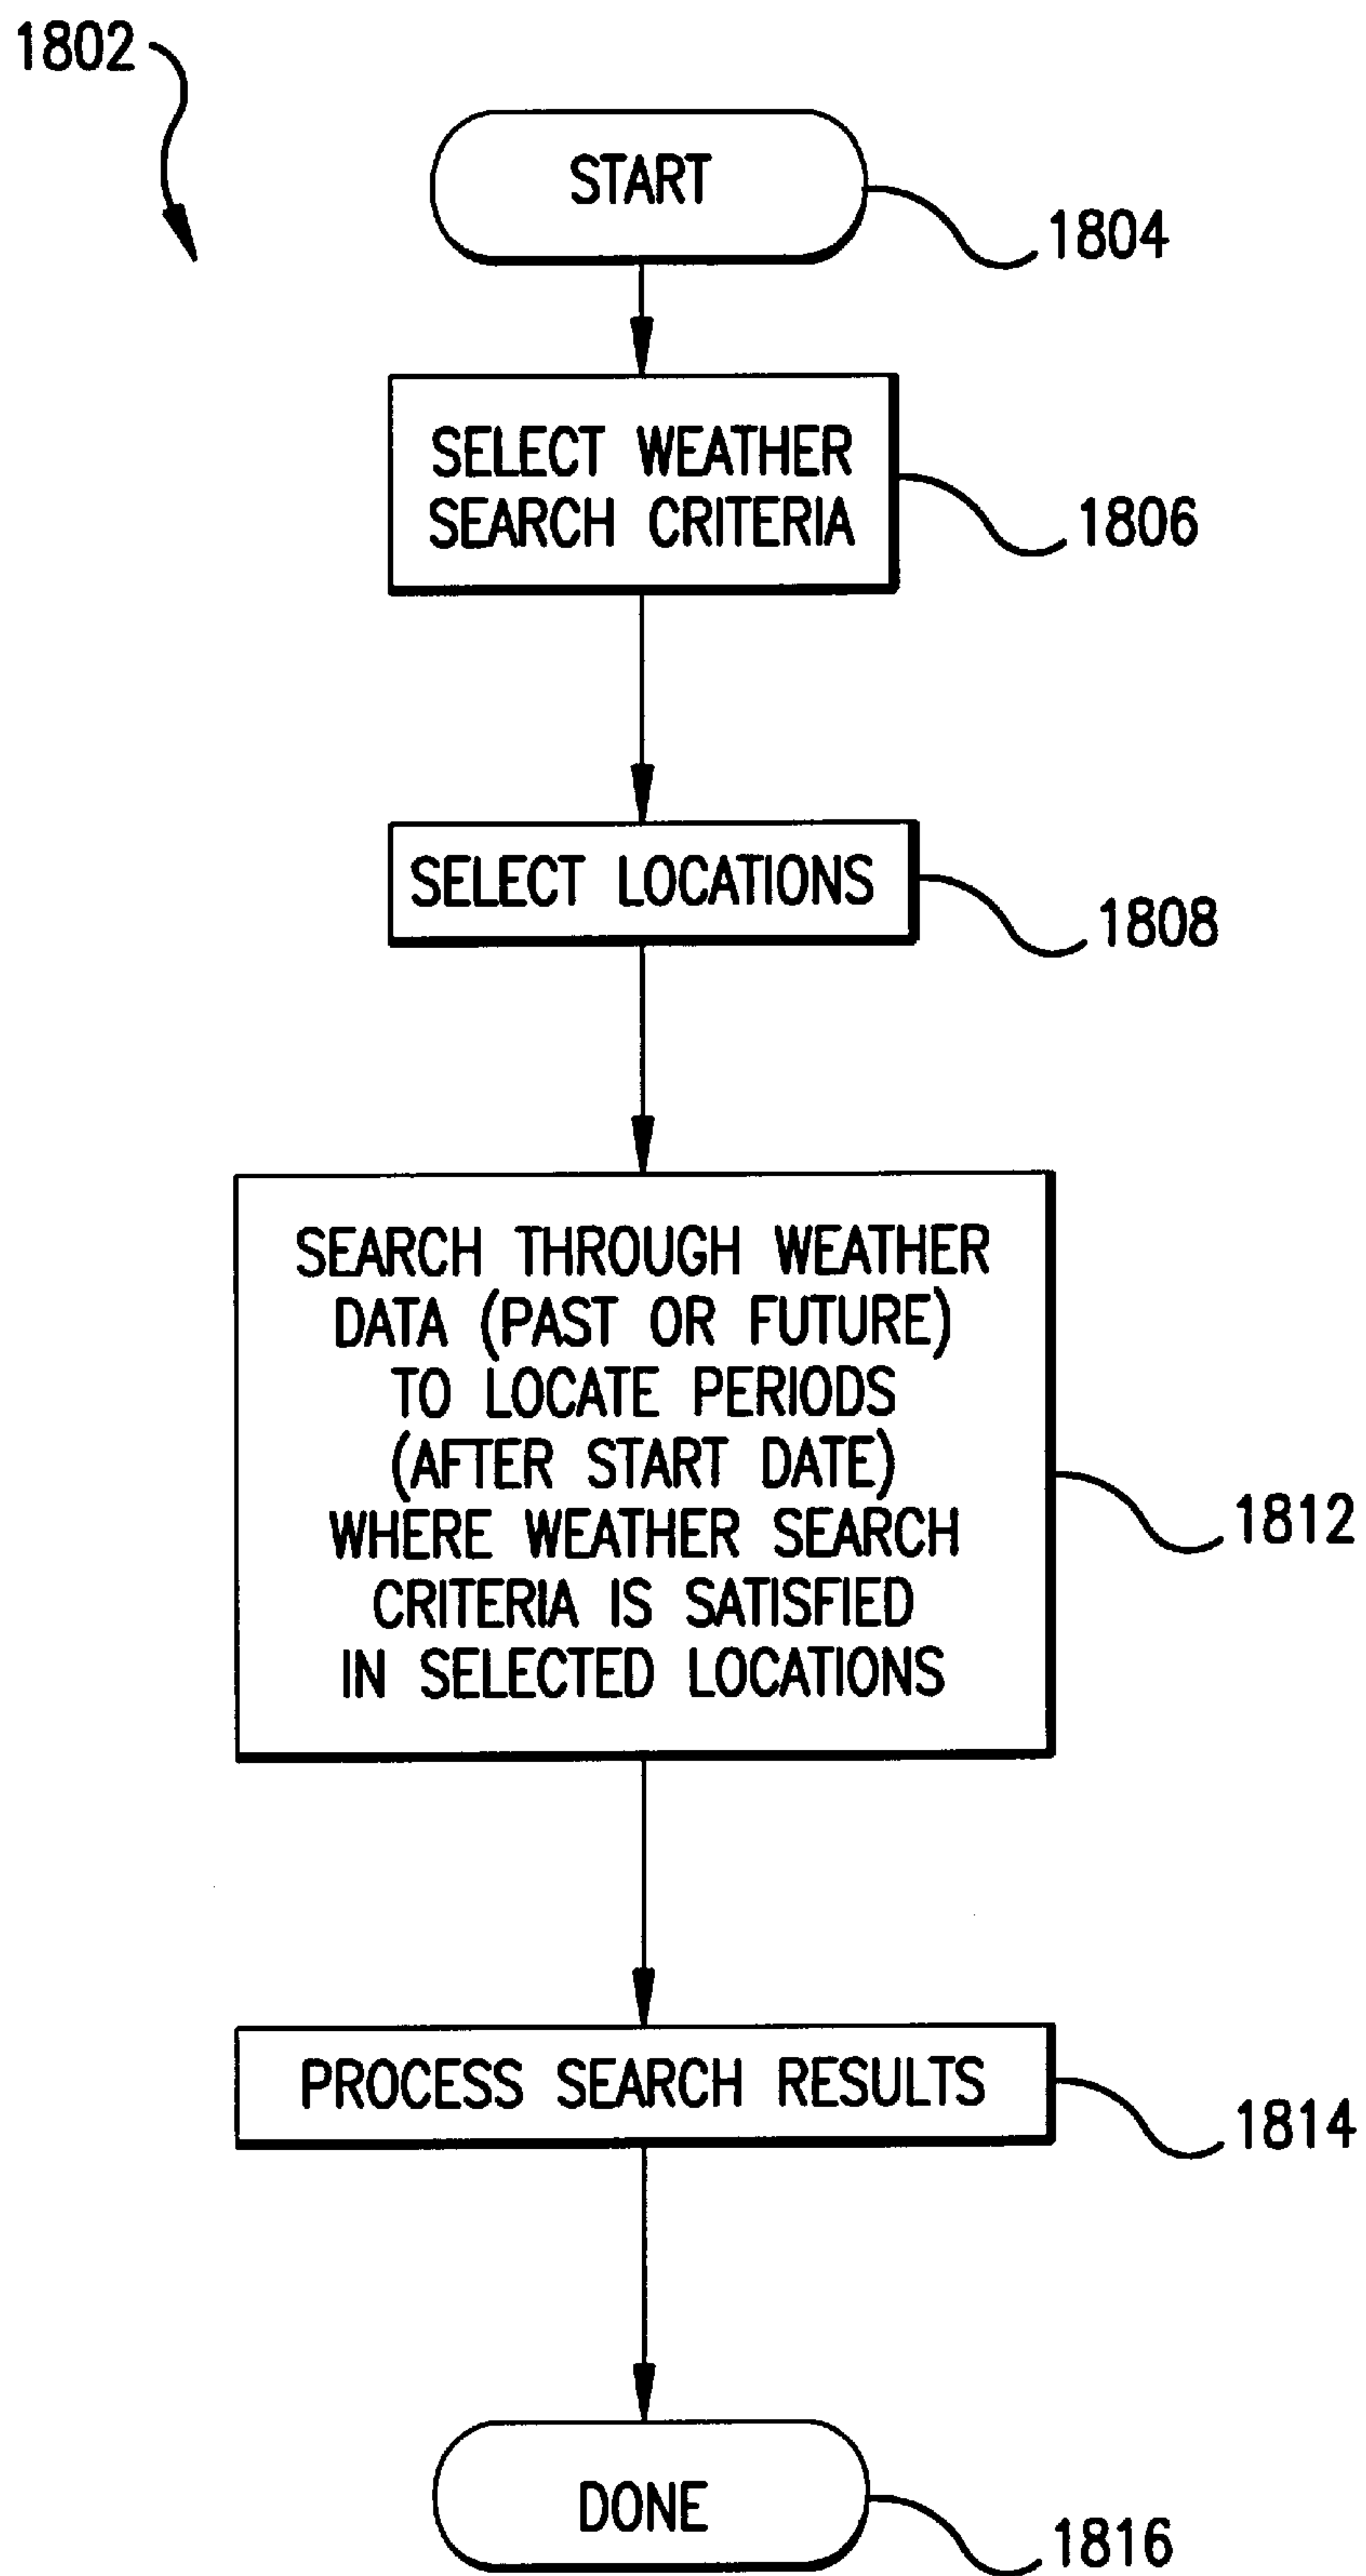 1802
START
1804
SELECT WEATHER
SEARCH CRITERIA
1806
SELECT LOCATIONS
1808
SEARCH THROUGH WEATHER
DATA (PAST OR FUTURE)
TO LOCATE PERIODS
(AFTER START DATE)
WHERE WEATHER SEARCH
CRITERIA IS SATISFIED
IN SELECTED LOCATIONS
1812
PROCESS SEARCH RESULTS
1814
DONE
1816